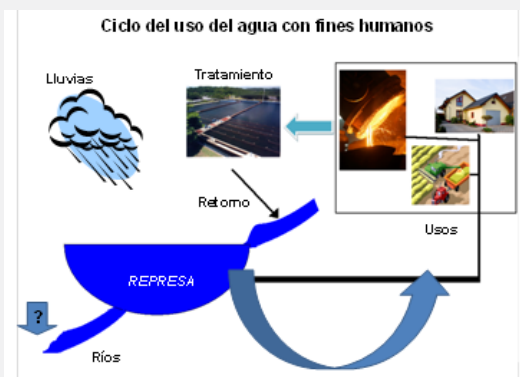 Ciclo del uso del agua con fines humanos
Lluvias
Tratamiento
Retorno
Usos
REPRESA
?
Ríos